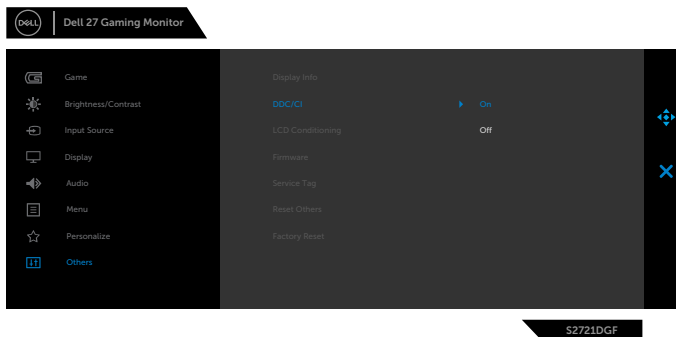 DELL
Dell 27 Gaming Monitor
Game
Display Info
Brightness/Contrast
DDC/CI
On
Input Source
LCD Conditioning
Off
Display
Firmware
Audio
Service Tag
Menu
Reset Others
Personalize
Factory Reset
Others
S2721DGF